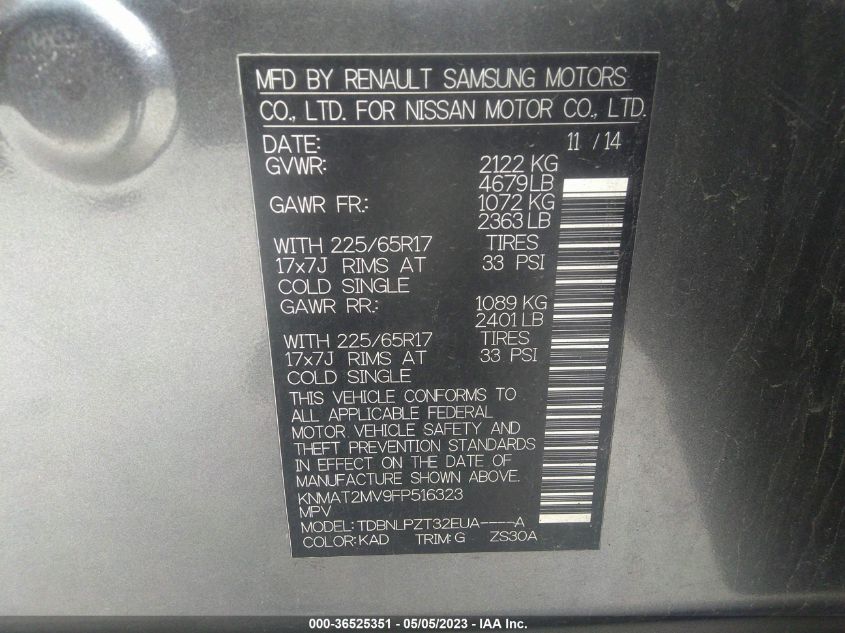 MFD BY RENAULT SAMSUNG MOTORS
CO., LTD. FOR NISSAN MOTOR CO., LTD.
DATE: 11 / 14
GVWR: 2122 KG
4679 LB
GAWR FR.: 1072 KG
2363 LB
WITH 225/65R17 TIRES
17x7J RIMS AT 33 PSI
COLD SINGLE
GAWR RR.: 1089 KG
2401 LB
WITH 225/65R17 TIRES
17x7J RIMS AT 33 PSI
COLD SINGLE
THIS VEHICLE CONFORMS TO
ALL APPLICABLE FEDERAL
MOTOR VEHICLE SAFETY AND
THEFT PREVENTION STANDARDS
IN EFFECT ON THE DATE OF
MANUFACTURE SHOWN ABOVE.
KNMAT2MV9FP516323
MPV
MODEL: TDBNLPZT32EUA----A
COLOR: KAD TRIM: G ZS30A
000-36525351 - 05/05/2023 - IAA Inc.